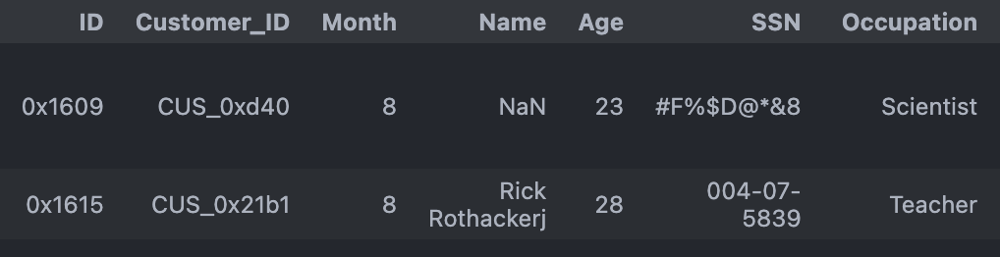 ID Customer_ID Month Name Age SSN Occupation
0x1609 CUS_0xd40 8 NaN 23 #F%$D@*&8 Scientist
0x1615 CUS_0x21b1 8 Rick Rothackerj 28 004-07-5839 Teacher